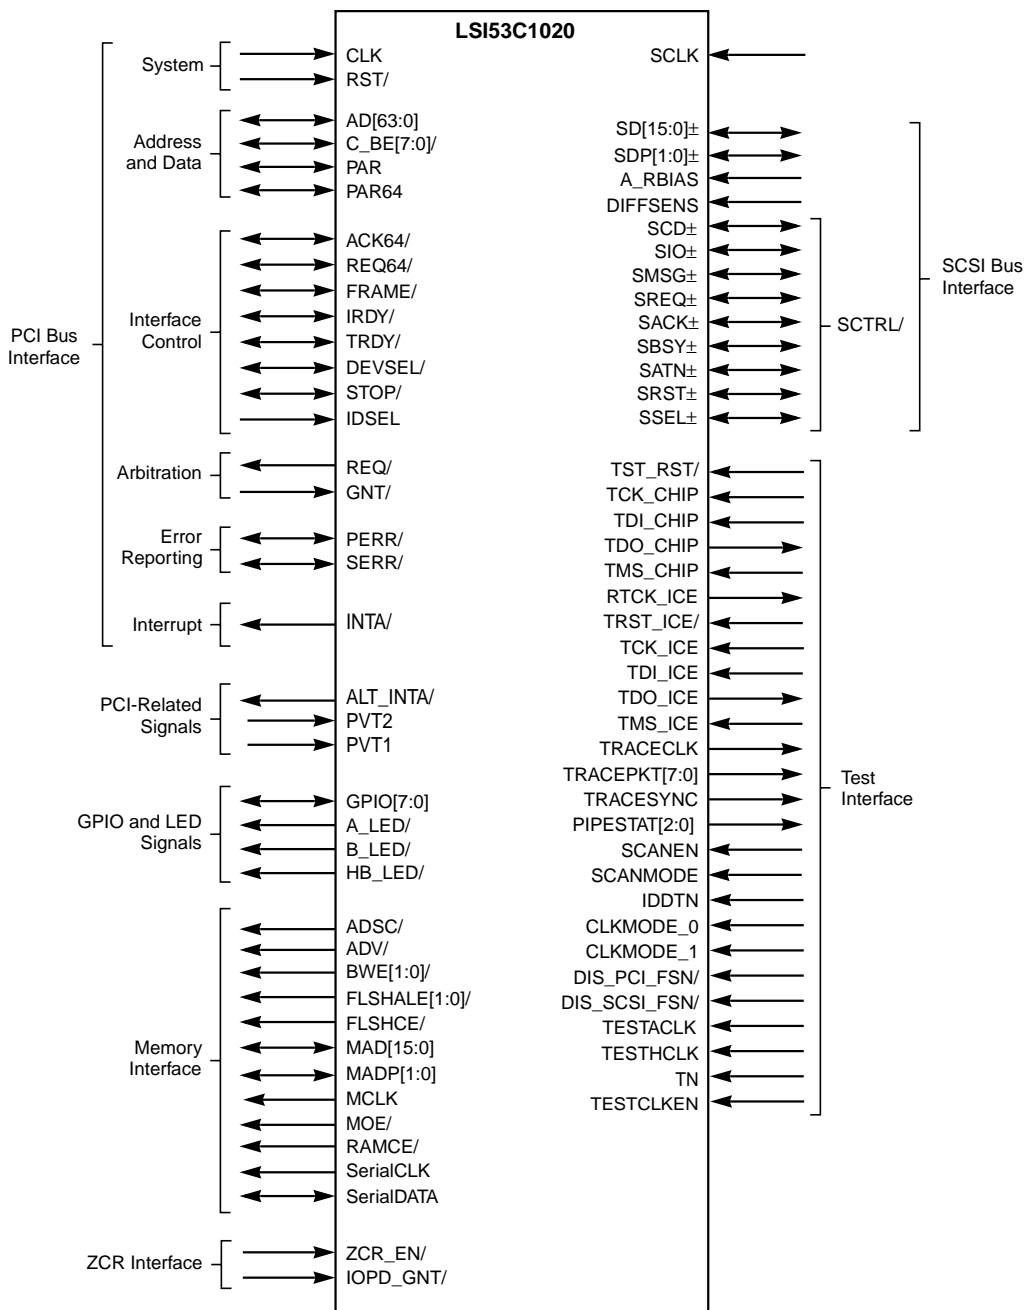 LSI53C1020
PCI Bus
Interface
System
CLK
RST/
Address
and Data
AD[63:0]
C_BE[7:0]/
PAR
PAR64
Interface
Control
ACK64/
REQ64/
FRAME/
IRDY/
TRDY/
DEVSEL/
STOP/
IDSEL
Arbitration
REQ/
GNT/
Error
Reporting
PERR/
SERR/
Interrupt
INTA/
PCI-Related
Signals
ALT_INTA/
PVT2
PVT1
GPIO and LED
Signals
GPIO[7:0]
A_LED/
B_LED/
HB_LED/
Memory
Interface
ADSC/
ADV/
BWE[1:0]/
FLSHALE[1:0]/
FLSHCE/
MAD[15:0]
MADP[1:0]
MCLK
MOE/
RAMCE/
SerialCLK
SerialDATA
ZCR Interface
ZCR_EN/
IOPD_GNT/
SCLK
SD[15:0]±
SDP[1:0]±
A_RBIAS
DIFFSENS
SCD±
SIO±
SMSG±
SREQ±
SACK±
SBSY±
SATN±
SRST±
SSEL±
SCTRL/
SCSI Bus
Interface
TST_RST/
TCK_CHIP
TDI_CHIP
TDO_CHIP
TMS_CHIP
RTCK_ICE
TRST_ICE/
TCK_ICE
TDI_ICE
TDO_ICE
TMS_ICE
TRACECLK
TRACEPKT[7:0]
TRACESYNC
PIPESTAT[2:0]
SCANEN
SCANMODE
IDDTN
CLKMODE_0
CLKMODE_1
DIS_PCI_FSN/
DIS_SCSI_FSN/
TESTACLK
TESTHCLK
TN
TESTCLKEN
Test
Interface